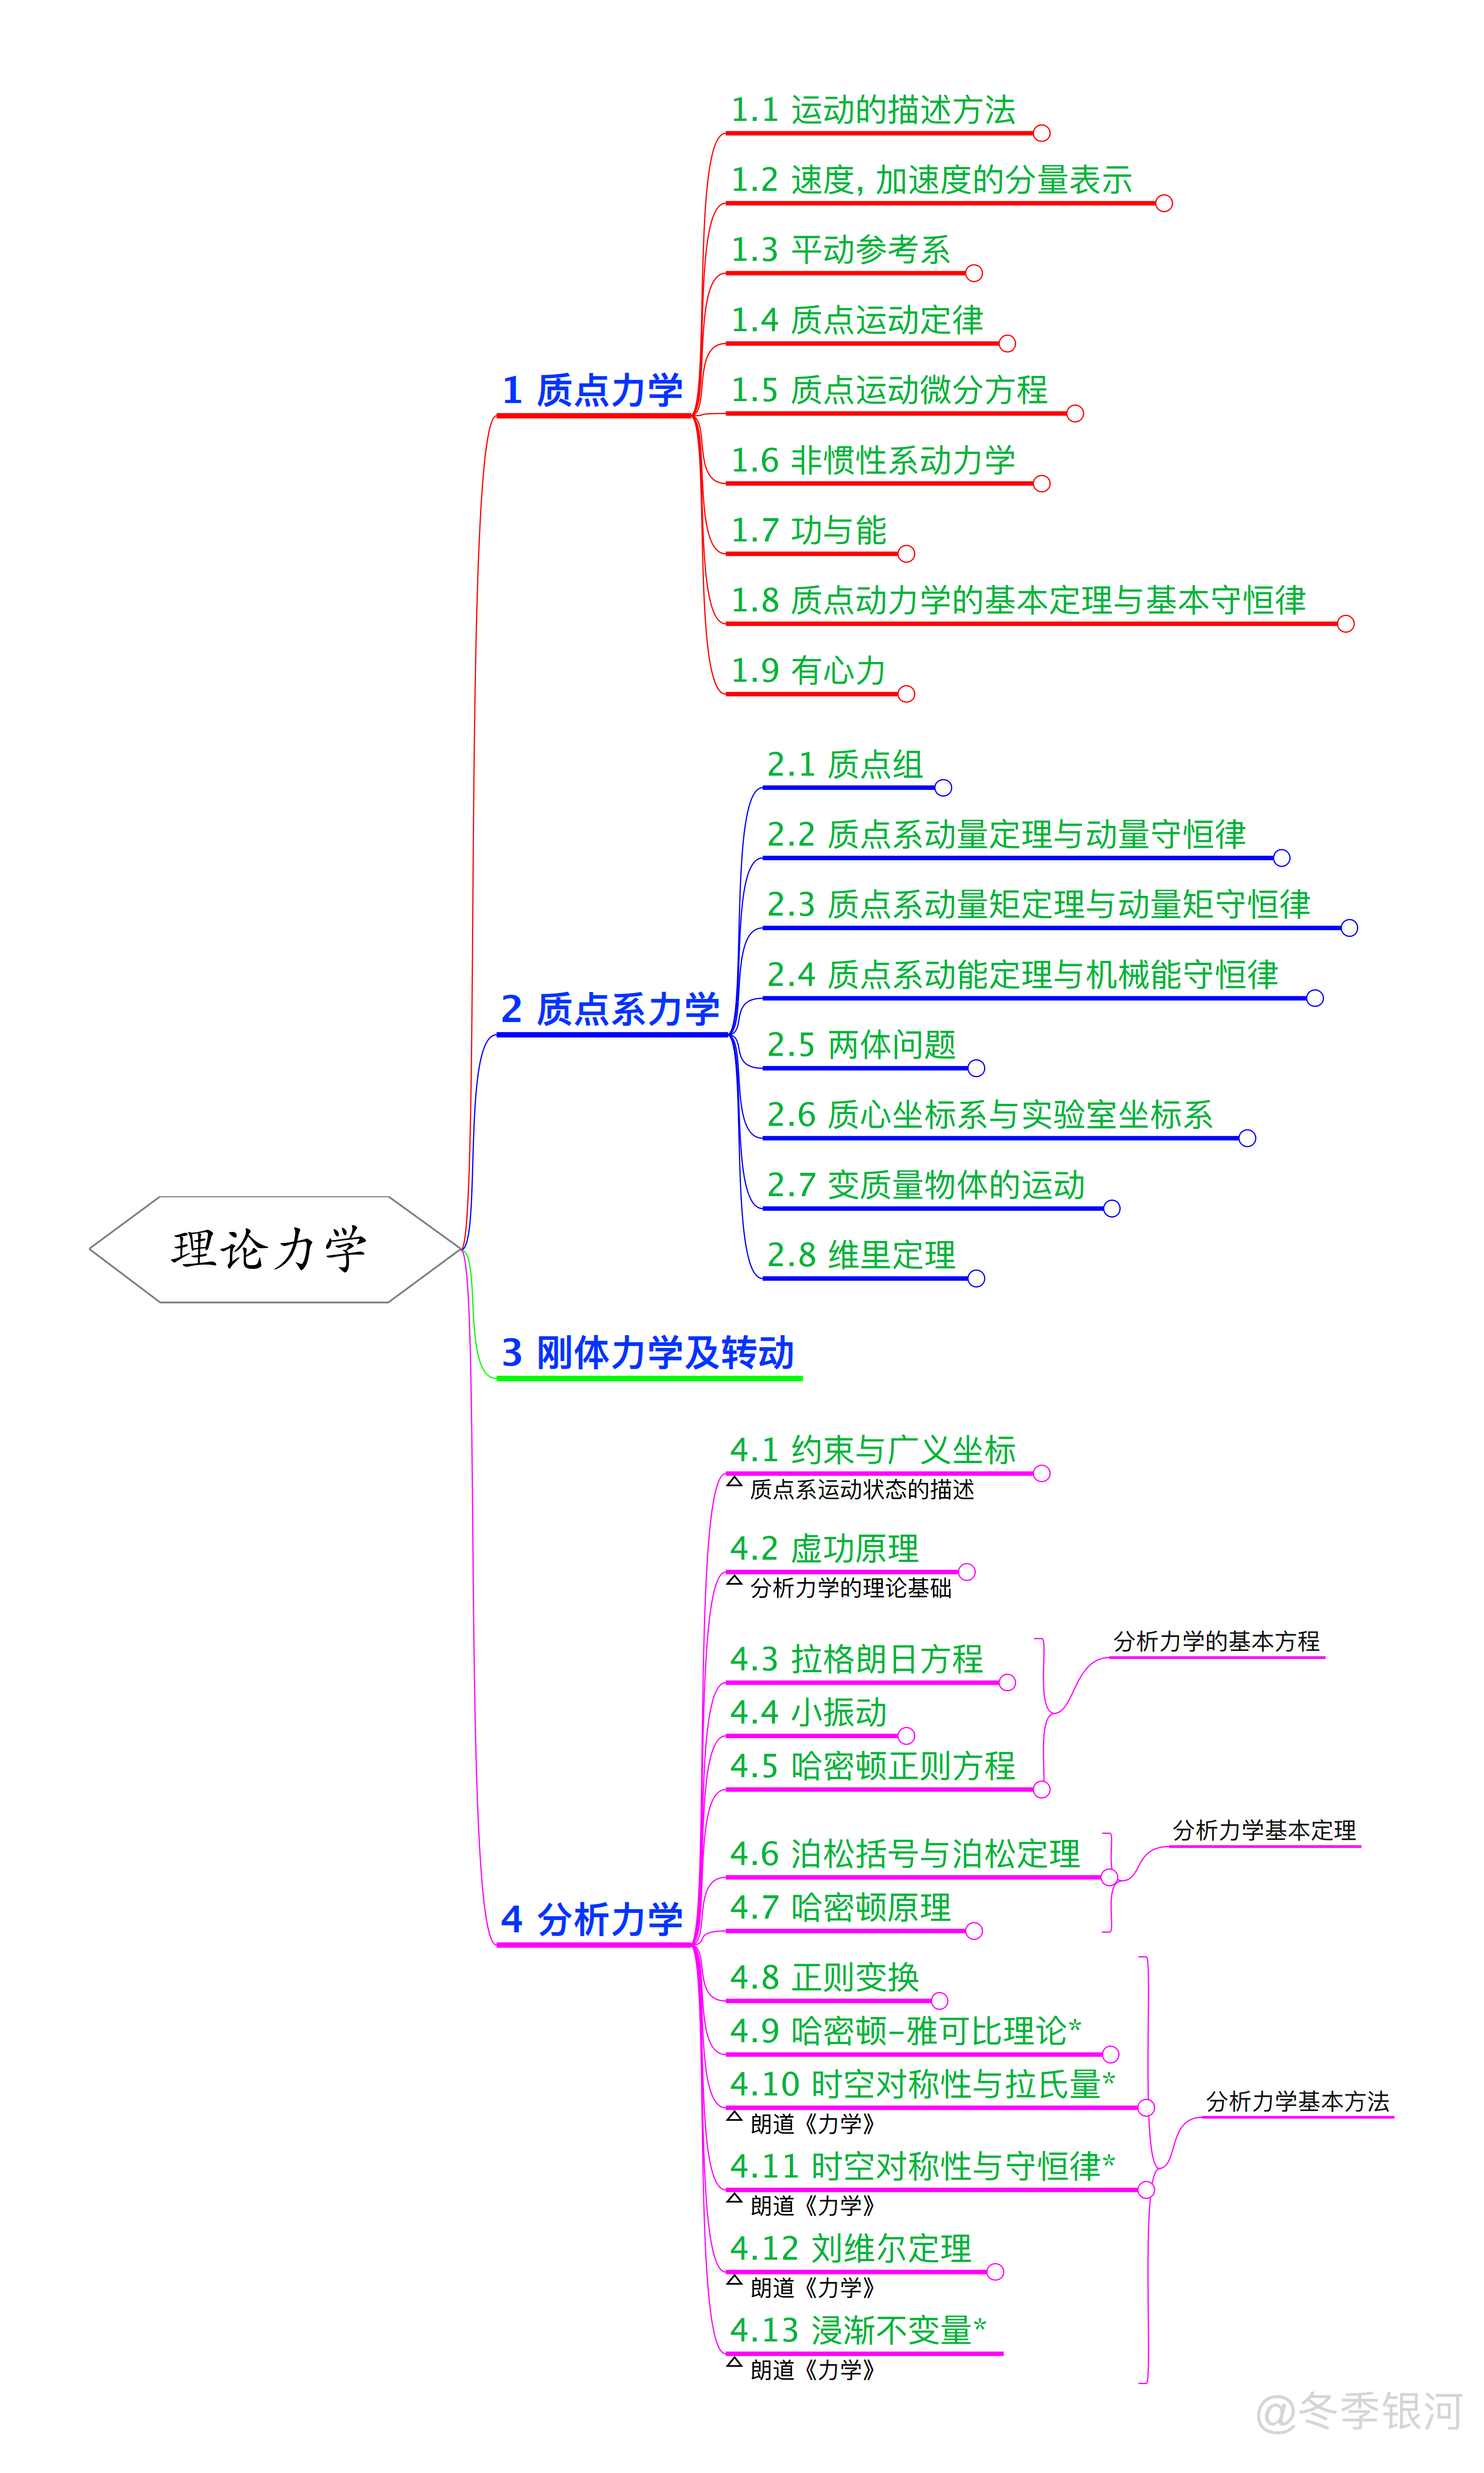 理论力学
1 质点力学
1.1 运动的描述方法
1.2 速度, 加速度的分量表示
1.3 平动参考系
1.4 质点运动定律
1.5 质点运动微分方程
1.6 非惯性系动力学
1.7 功与能
1.8 质点动力学的基本定理与基本守恒律
1.9 有心力
2 质点系力学
2.1 质点组
2.2 质点系动量定理与动量守恒律
2.3 质点系动量矩定理与动量矩守恒律
2.4 质点系动能定理与机械能守恒律
2.5 两体问题
2.6 质心坐标系与实验室坐标系
2.7 变质量物体的运动
2.8 维里定理
3 刚体力学及转动
4 分析力学
4.1 约束与广义坐标
质点系运动状态的描述
4.2 虚功原理
分析力学的理论基础
4.3 拉格朗日方程
4.4 小振动
4.5 哈密顿正则方程
分析力学的基本方程
4.6 泊松括号与泊松定理
4.7 哈密顿原理
分析力学基本定理
4.8 正则变换
4.9 哈密顿-雅可比理论*
4.10 时空对称性与拉氏量*
朗道《力学》
4.11 时空对称性与守恒律*
朗道《力学》
4.12 刘维尔定理
朗道《力学》
4.13 浸渐不变量*
朗道《力学》
分析力学基本方法
@冬季银河